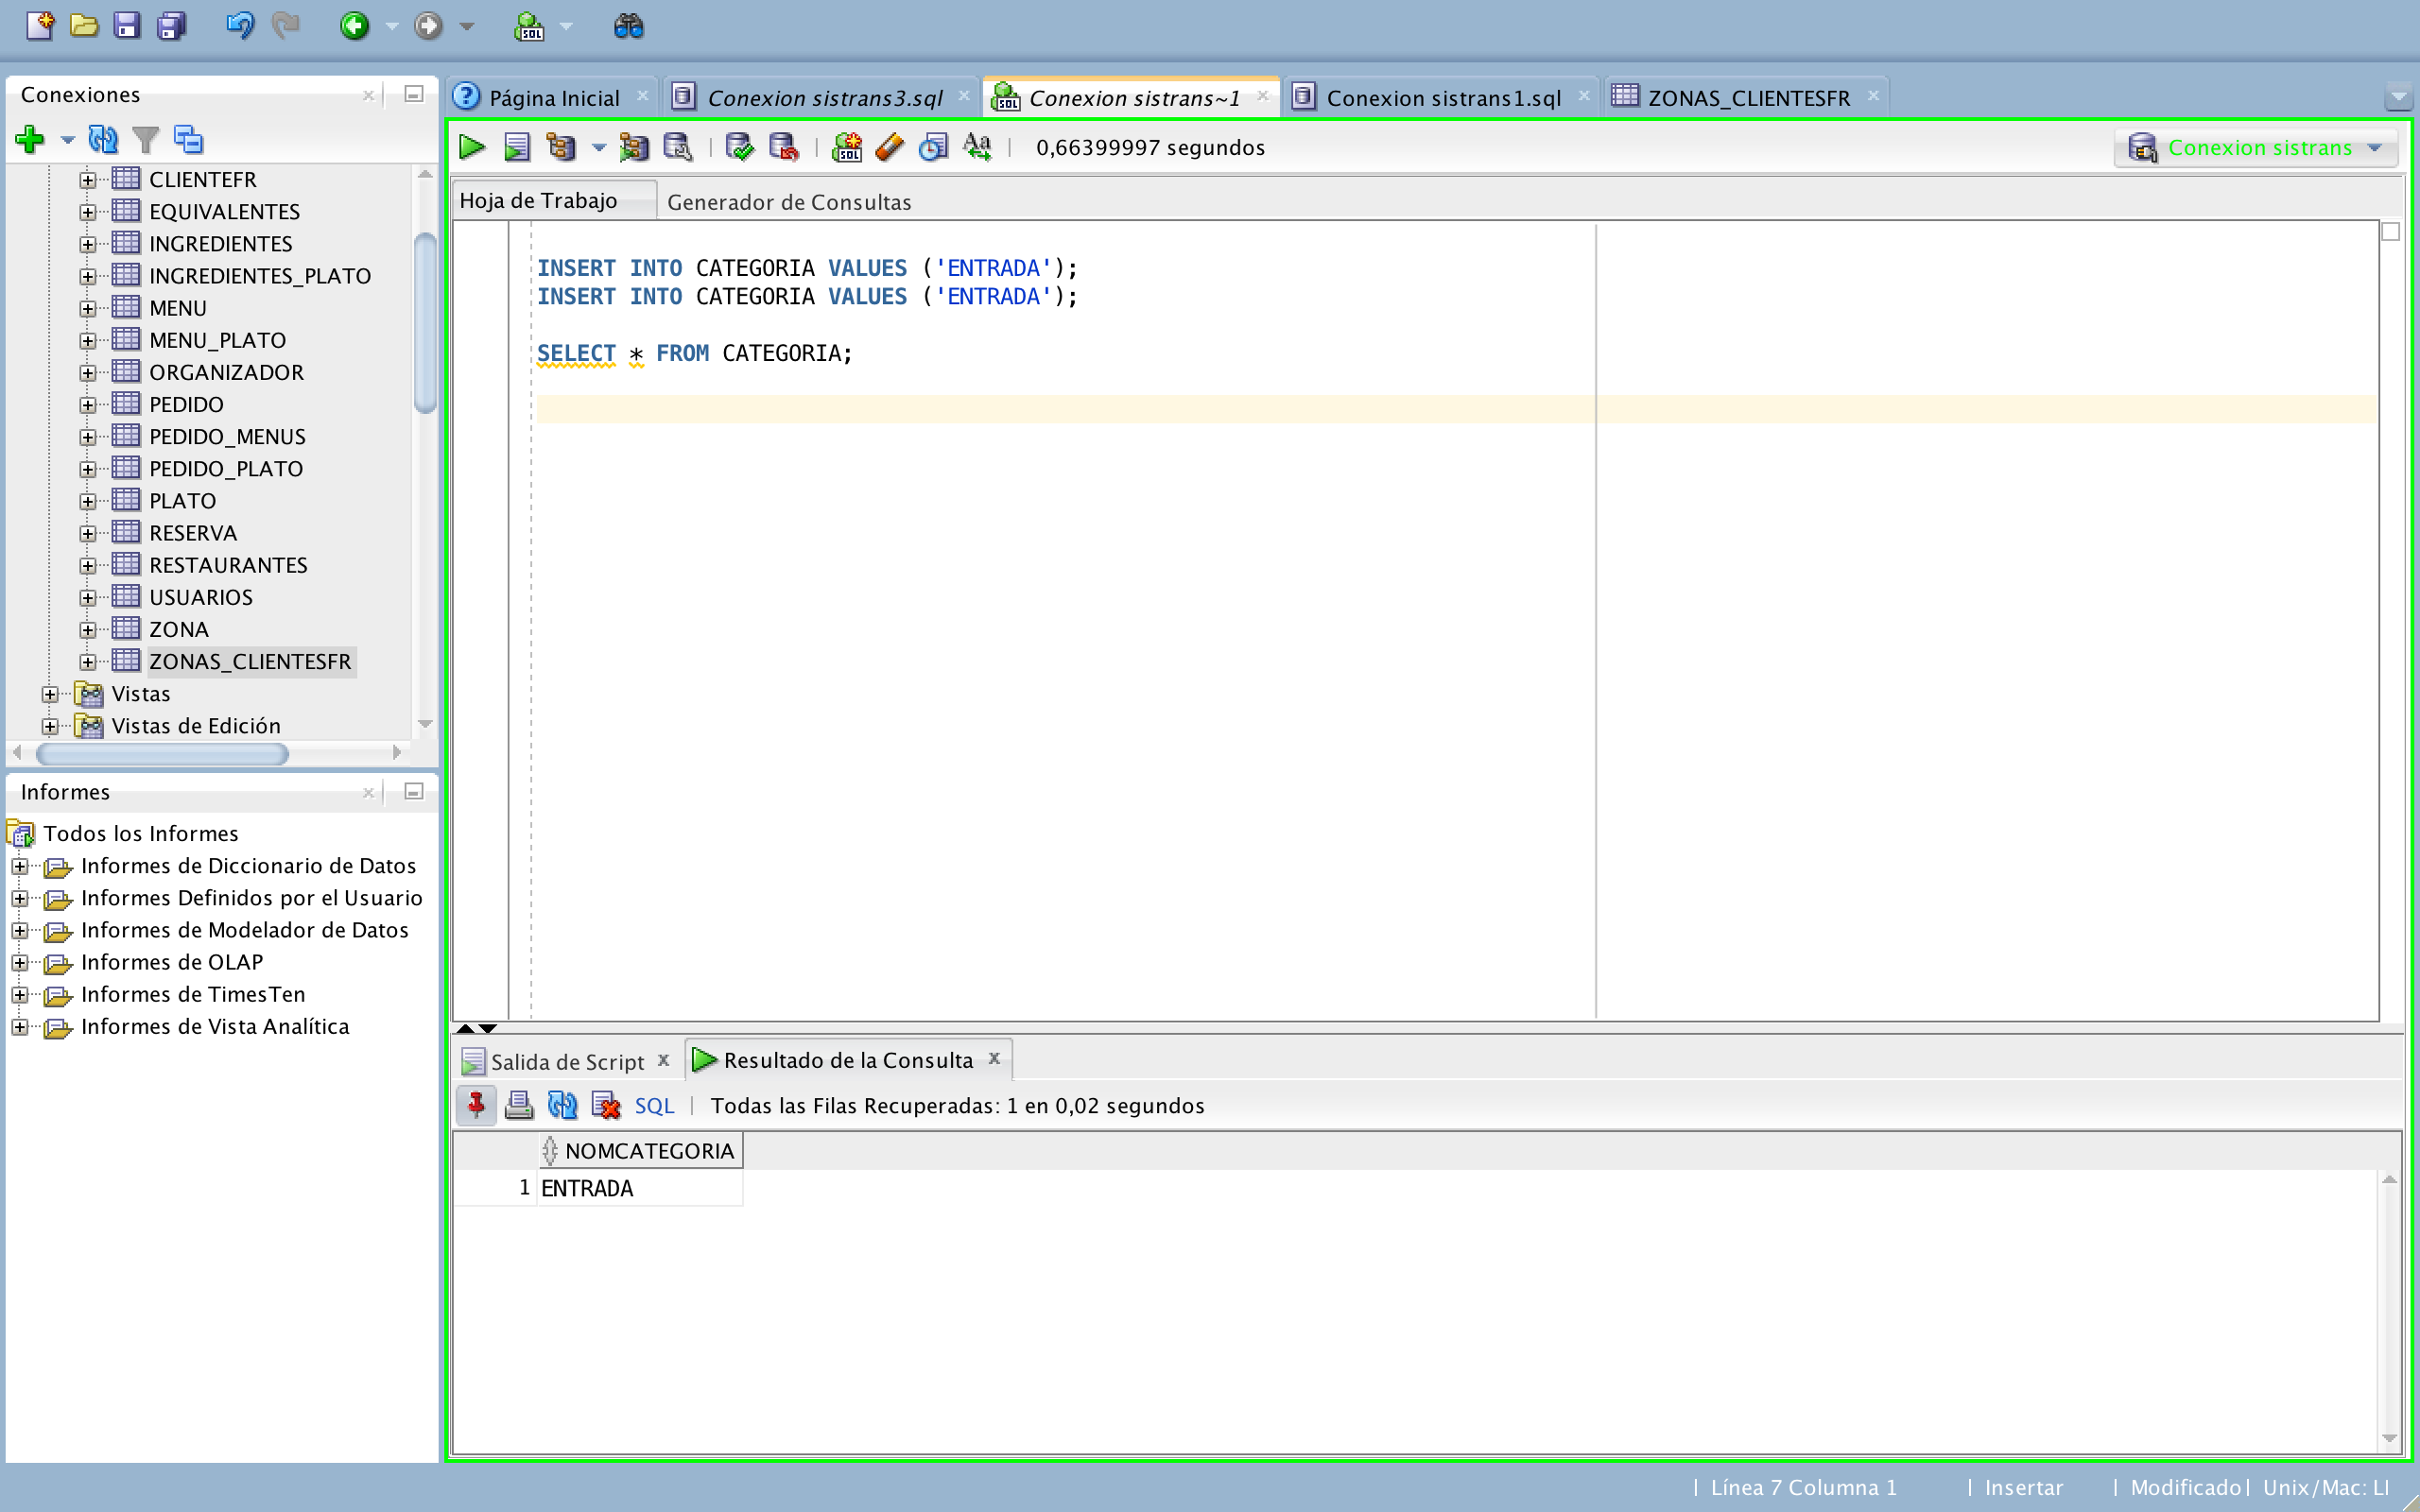 Conexiones
CLIENTEFR
EQUIVALENTES
INGREDIENTES
INGREDIENTES_PLATO
MENU
MENU_PLATO
ORGANIZADOR
PEDIDO
PEDIDO_MENUS
PEDIDO_PLATO
PLATO
RESERVA
RESTAURANTES
USUARIOS
ZONA
ZONAS_CLIENTESFR
Vistas
Vistas de Edición
Informes
Todos los Informes
Informes de Diccionario de Datos
Informes Definidos por el Usuario
Informes de Modelador de Datos
Informes de OLAP
Informes de TimesTen
Informes de Vista Analítica
Página Inicial
Conexion sistrans3.sql
Conexion sistrans~1
Conexion sistrans1.sql
ZONAS_CLIENTESFR
0,66399997 segundos
Conexion sistrans
Hoja de Trabajo
Generador de Consultas
INSERT INTO CATEGORIA VALUES ('ENTRADA');
INSERT INTO CATEGORIA VALUES ('ENTRADA');
SELECT * FROM CATEGORIA;
Salida de Script
Resultado de la Consulta
SQL | Todas las Filas Recuperadas: 1 en 0,02 segundos
NOMCATEGORIA
1 ENTRADA
| Línea 7 Columna 1 | Insertar | Modificado | Unix/Mac: LI